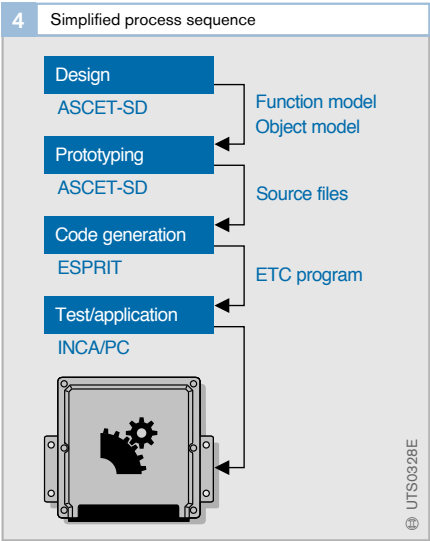 4 Simplified process sequence
Design
ASCET-SD
Function model
Object model
Prototyping
ASCET-SD
Source files
Code generation
ESPRIT
ETC program
Test/application
INCA/PC
UTS0328E